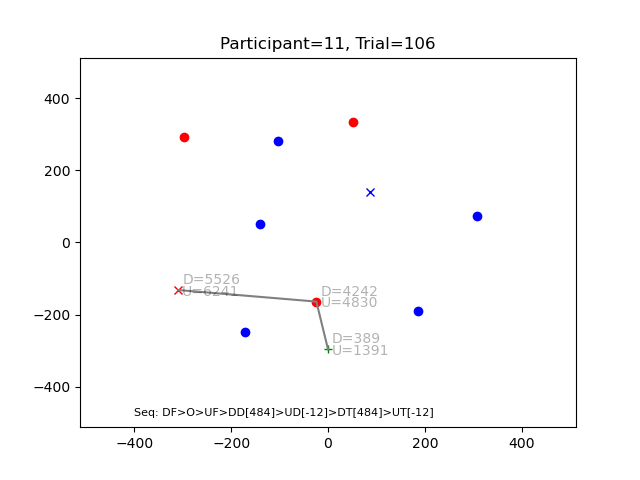 Participant=11, Trial=106
400
200
0
−200
−400
D=5526
U=6241
D=4242
U=4830
D=389
U=1391
Seq: DF>O>UF>DD[484]>UD[-12]>DT[484]>UT[-12]
−400
−200
0
200
400